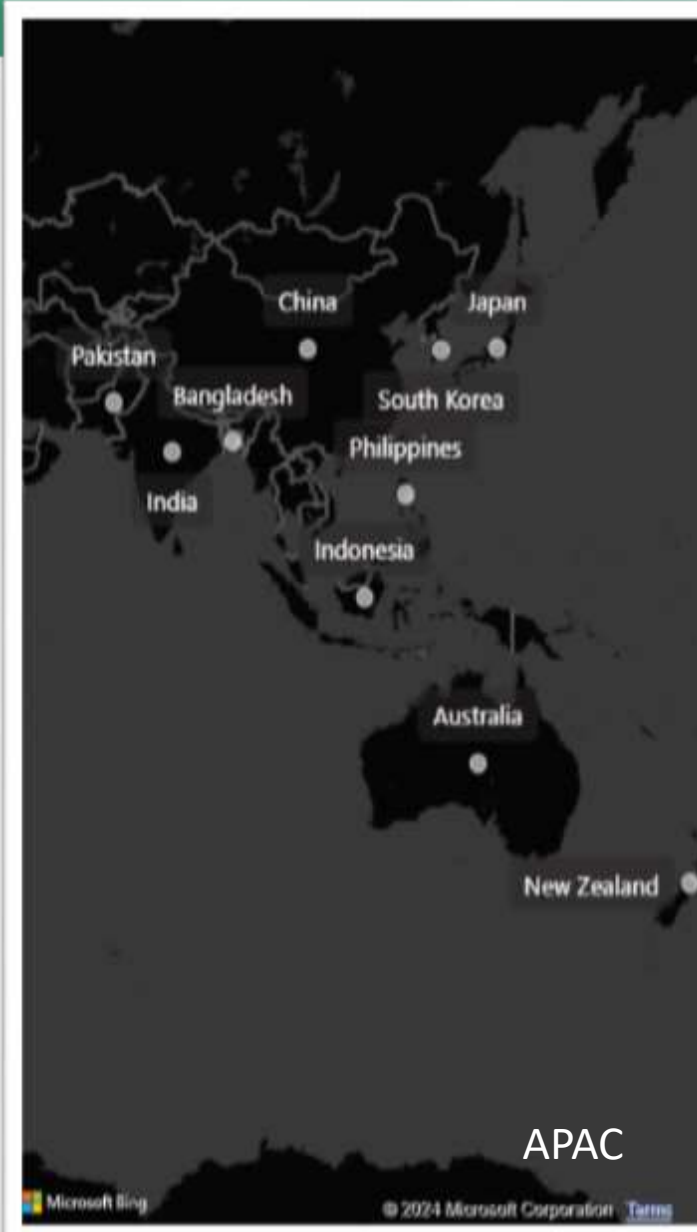 China
Japan
Pakistan
Bangladesh
South Korea
Philippines
India
Indonesia
Australia
New Zealand
APAC
Microsoft Bing
© 2024 Microsoft Corporation Terms